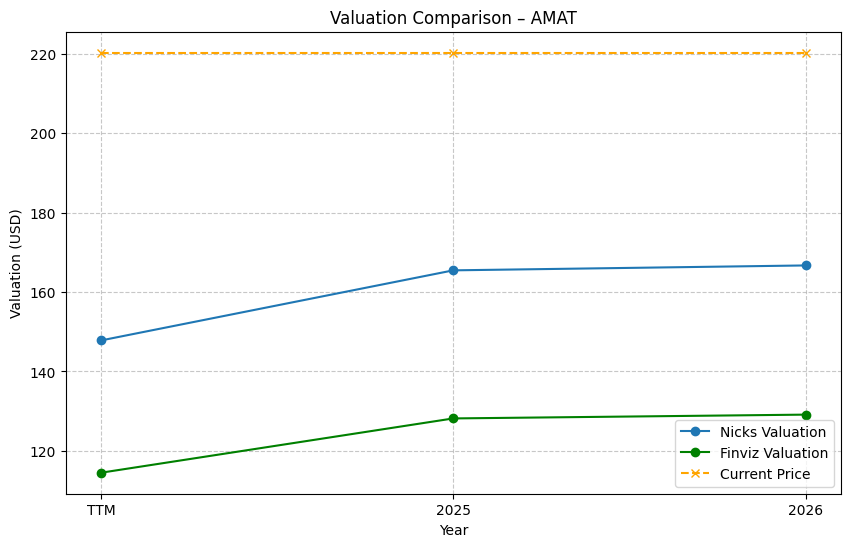 Valuation Comparison – AMAT
Valuation (USD)
220
200
180
160
140
120
TTM
2025
2026
Year
Nicks Valuation
Finviz Valuation
Current Price